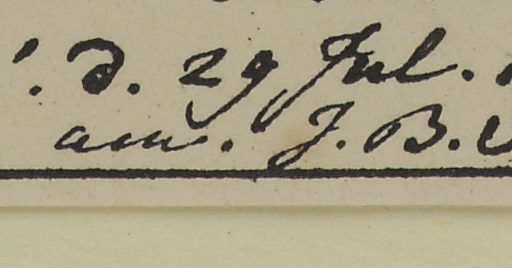 . D. 29 Jul.
am. J. B.